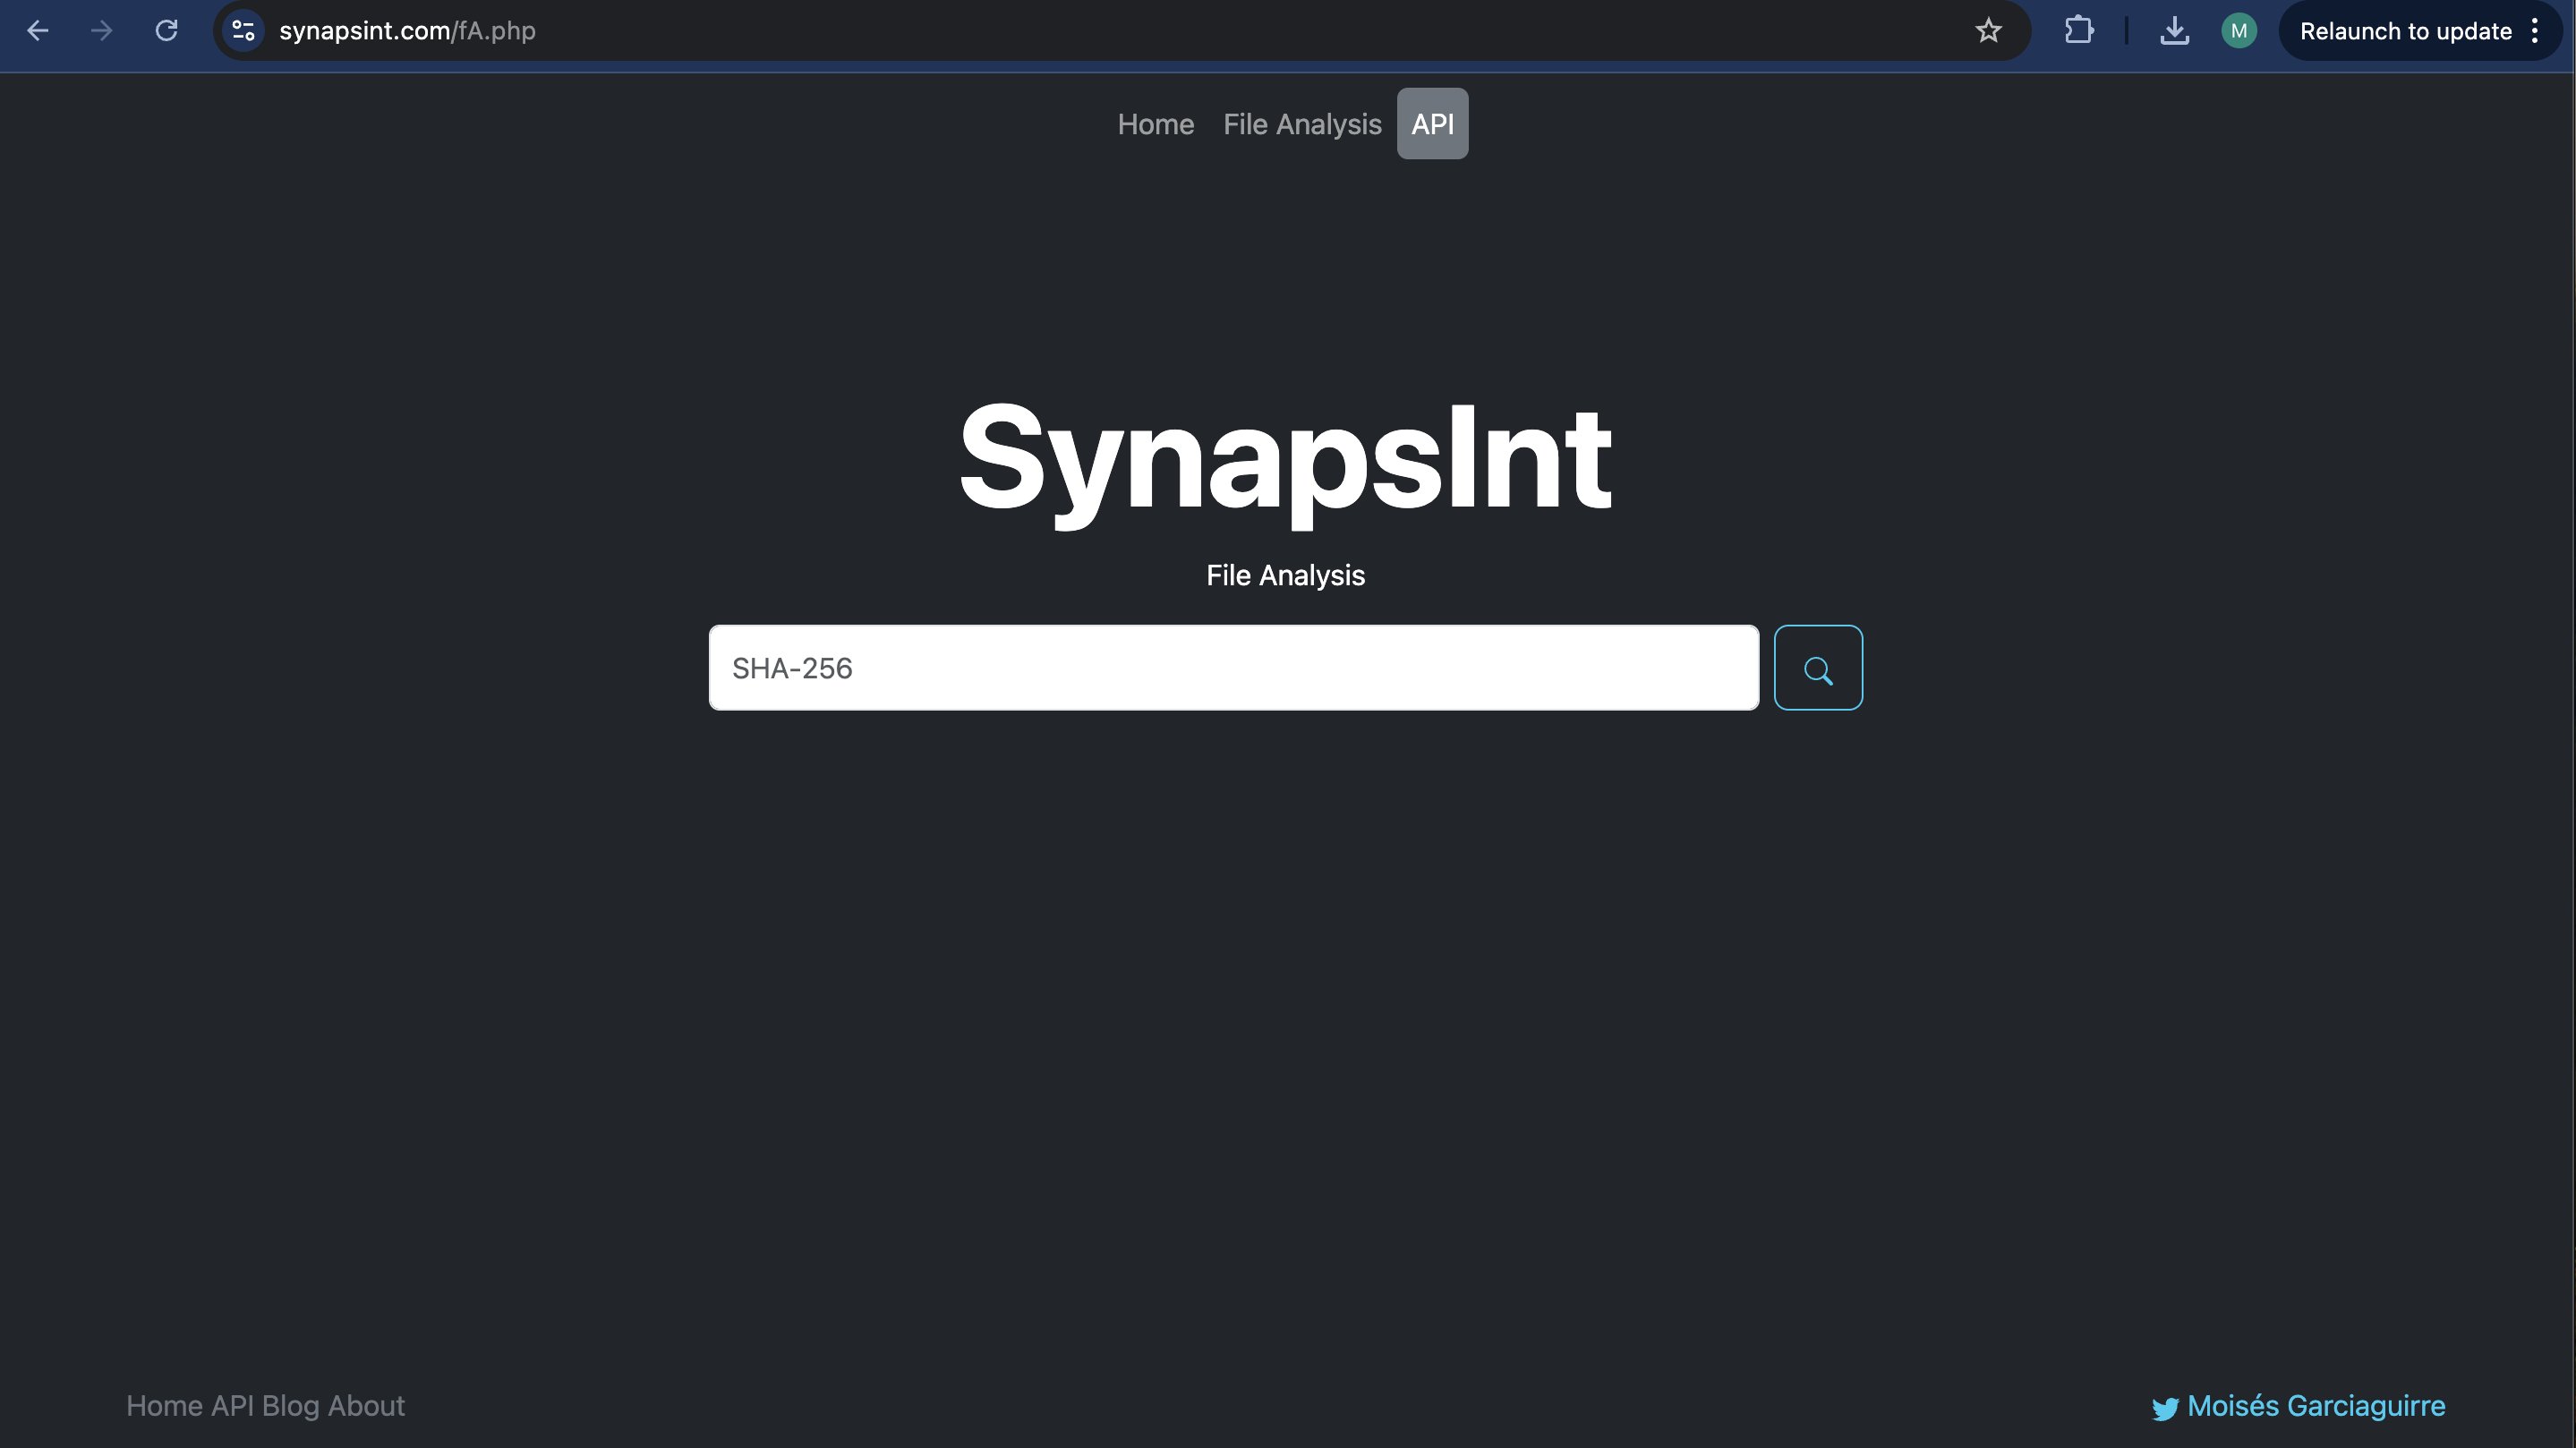 synapsint.com/fA.php
M
Relaunch to update
Home File Analysis API
SynapsInt
File Analysis
SHA-256
Home API Blog About
Moisés Garciaguirre